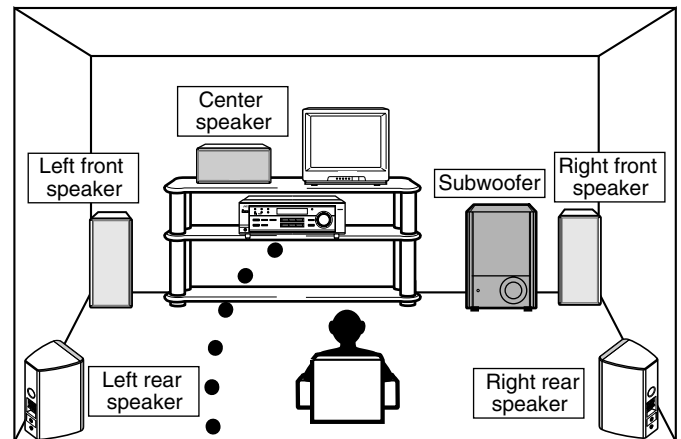 Center
speaker
Left front
speaker
Subwoofer
Right front
speaker
Left rear
speaker
Right rear
speaker